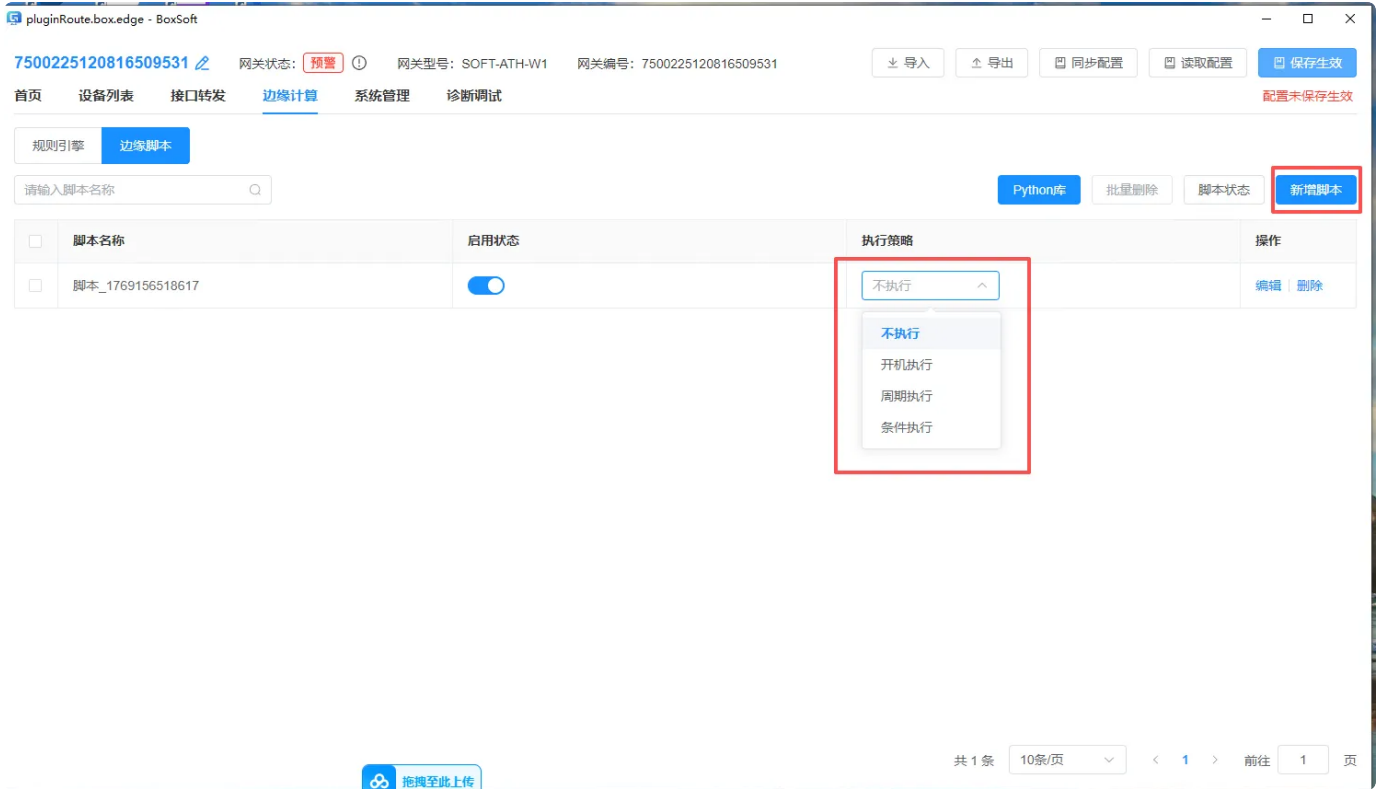 pluginRoute.box.edge - BoxSoft
7500225120816509531 网关状态： 预警 网关型号：SOFT-ATH-W1 网关编号：7500225120816509531 导入 导出 同步配置 读取配置 保存生效
首页 设备列表 接口转发 边缘计算 系统管理 诊断调试 配置未保存生效
规则引擎 边缘脚本
请输入脚本名称 Python库 批量删除 脚本状态 新增脚本
脚本名称 启用状态 执行策略 操作
脚本_1769156518617 不执行 编辑 删除
不执行
开机执行
周期执行
条件执行
共 1 条 10条/页 1 前往 1 页
拖拽至此上传